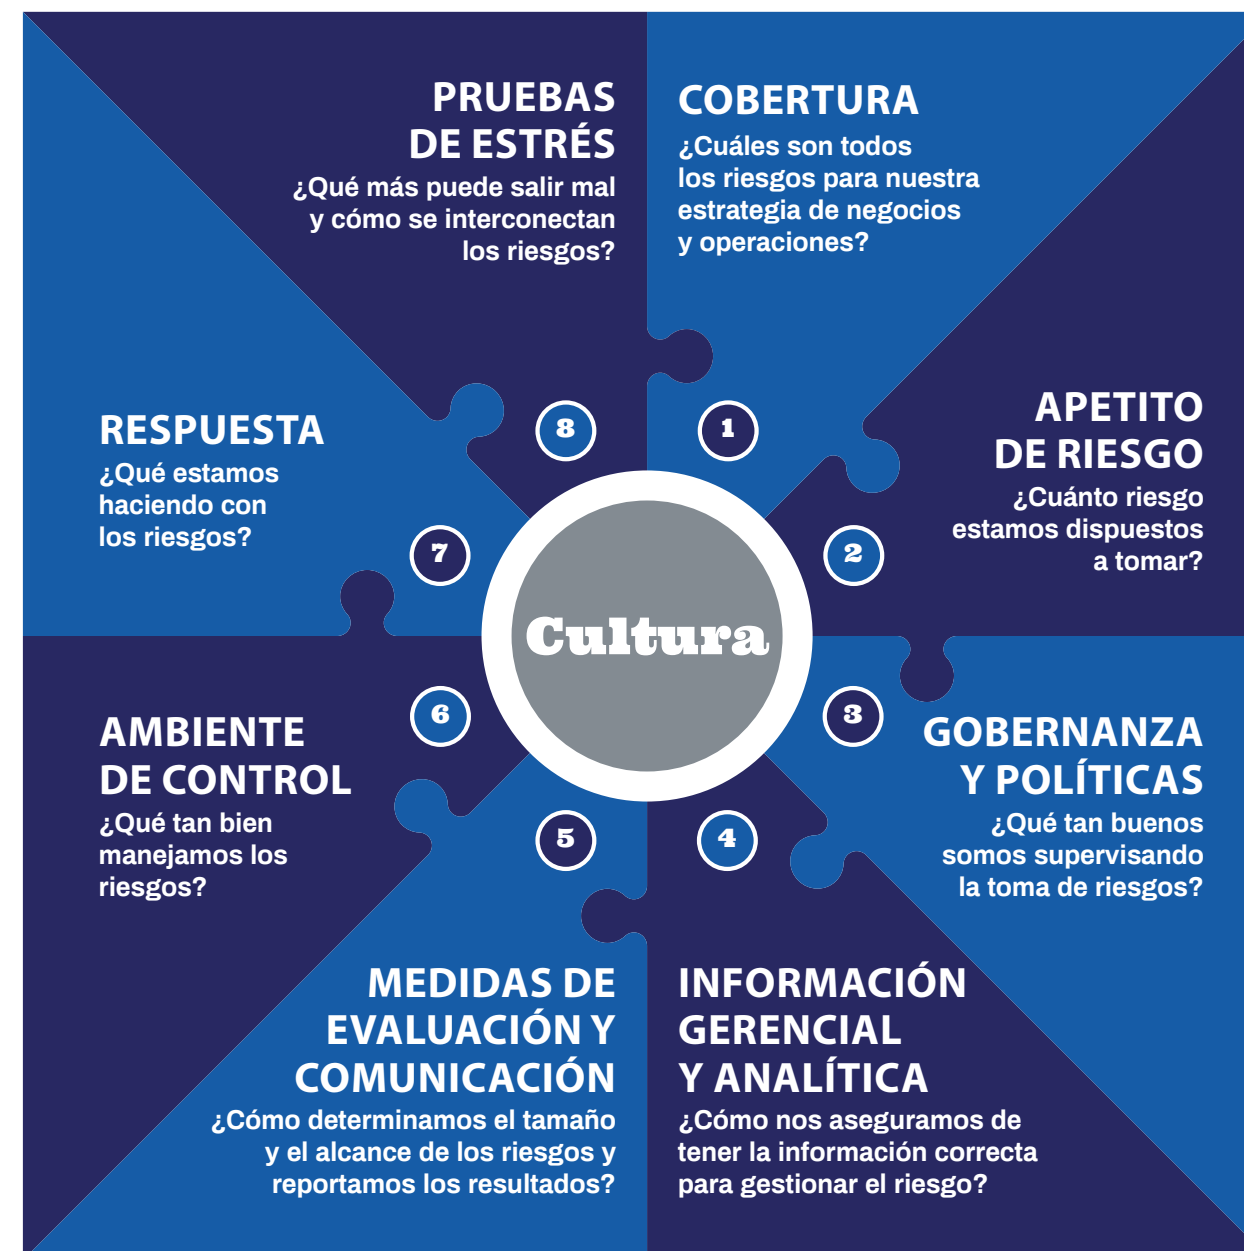 COBERTURA
¿Cuáles son todos
los riesgos para nuestra
estrategia de negocios
y operaciones?
1
APETITO
DE RIESGO
¿Cuánto riesgo
estamos dispuestos
a tomar?
2
GOBERNANZA
Y POLÍTICAS
¿Qué tan buenos
somos supervisando
la toma de riesgos?
3
INFORMACIÓN
GERENCIAL
Y ANALÍTICA
¿Cómo nos aseguramos de
tener la información correcta
para gestionar el riesgo?
4
MEDIDAS DE
EVALUACIÓN Y
COMUNICACIÓN
¿Cómo determinamos el tamaño
y el alcance de los riesgos y
reportamos los resultados?
5
AMBIENTE
DE CONTROL
¿Qué tan bien
manejamos los
riesgos?
6
RESPUESTA
¿Qué estamos
haciendo con
los riesgos?
7
PRUEBAS
DE ESTRÉS
¿Qué más puede salir mal
y cómo se interconectan
los riesgos?
8
Cultura